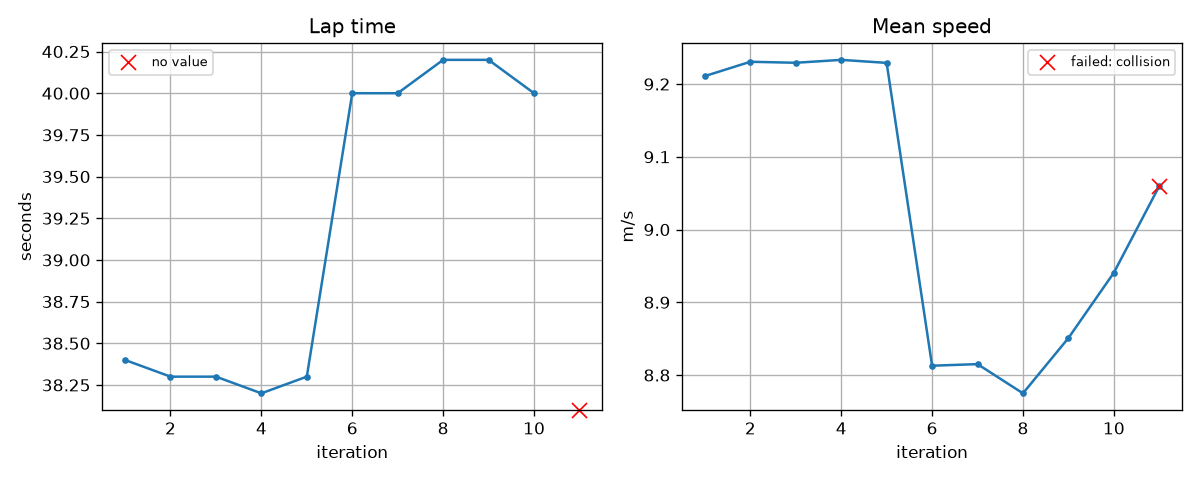 Lap time
40.25
40.00
39.75
39.50
39.25
39.00
38.75
38.50
38.25
seconds
no value
2 4 6 8 10
iteration
Mean speed
9.2
9.1
9.0
8.9
8.8
m/s
failed: collision
2 4 6 8 10
iteration